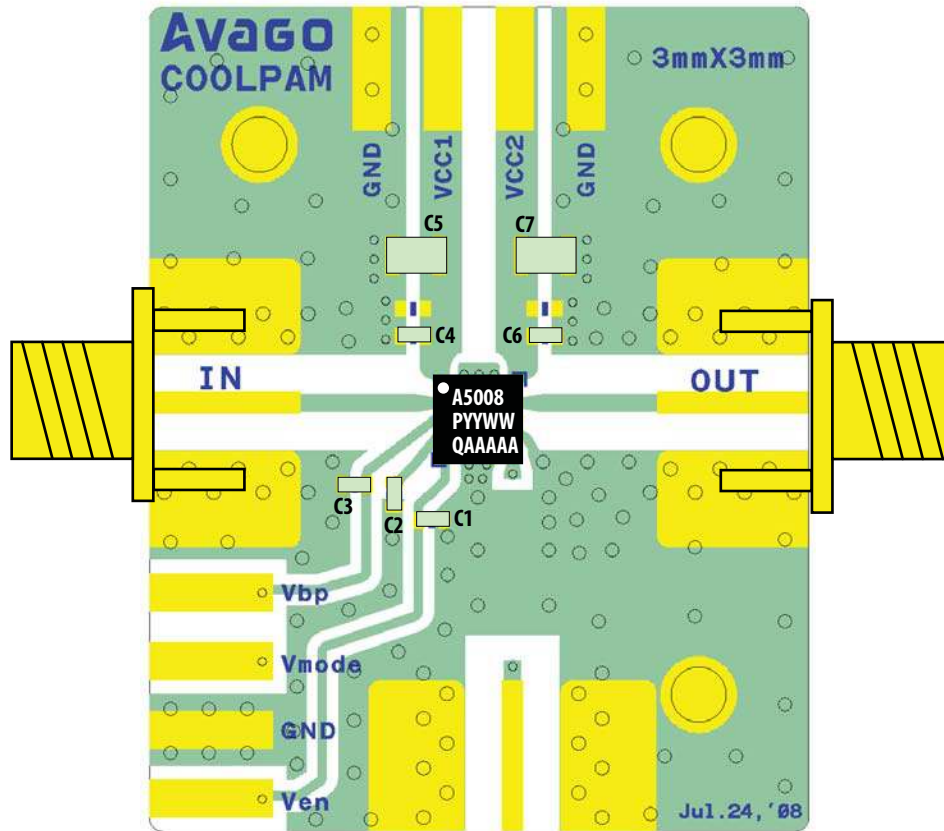 Avago
COOLPAM
3mmX3mm
GND
VCC1
VCC2
GND
C5
C7
C4
C6
IN
OUT
A5008
PYYWW
QAAAAA
C3
C2
C1
Vbp
Vmode
GND
Ven
Jul.24,'08